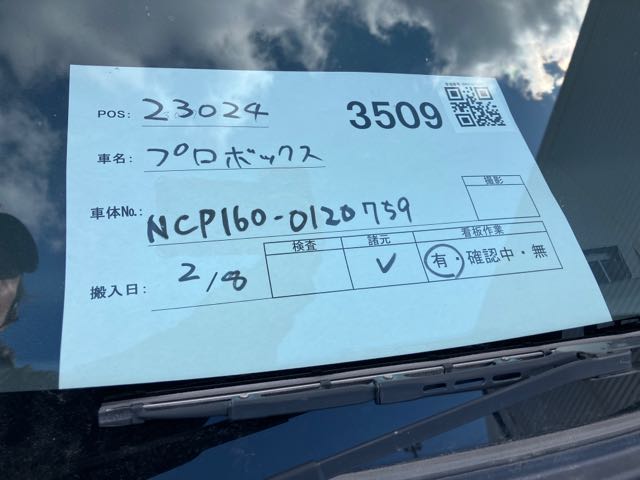 POS: 23024
3509
車名: プロボックス
車体No.: NCP160-0120759
撮影
検査 諸元 看板作業
搬入日: 2/8 ✓ 有・確認中・無